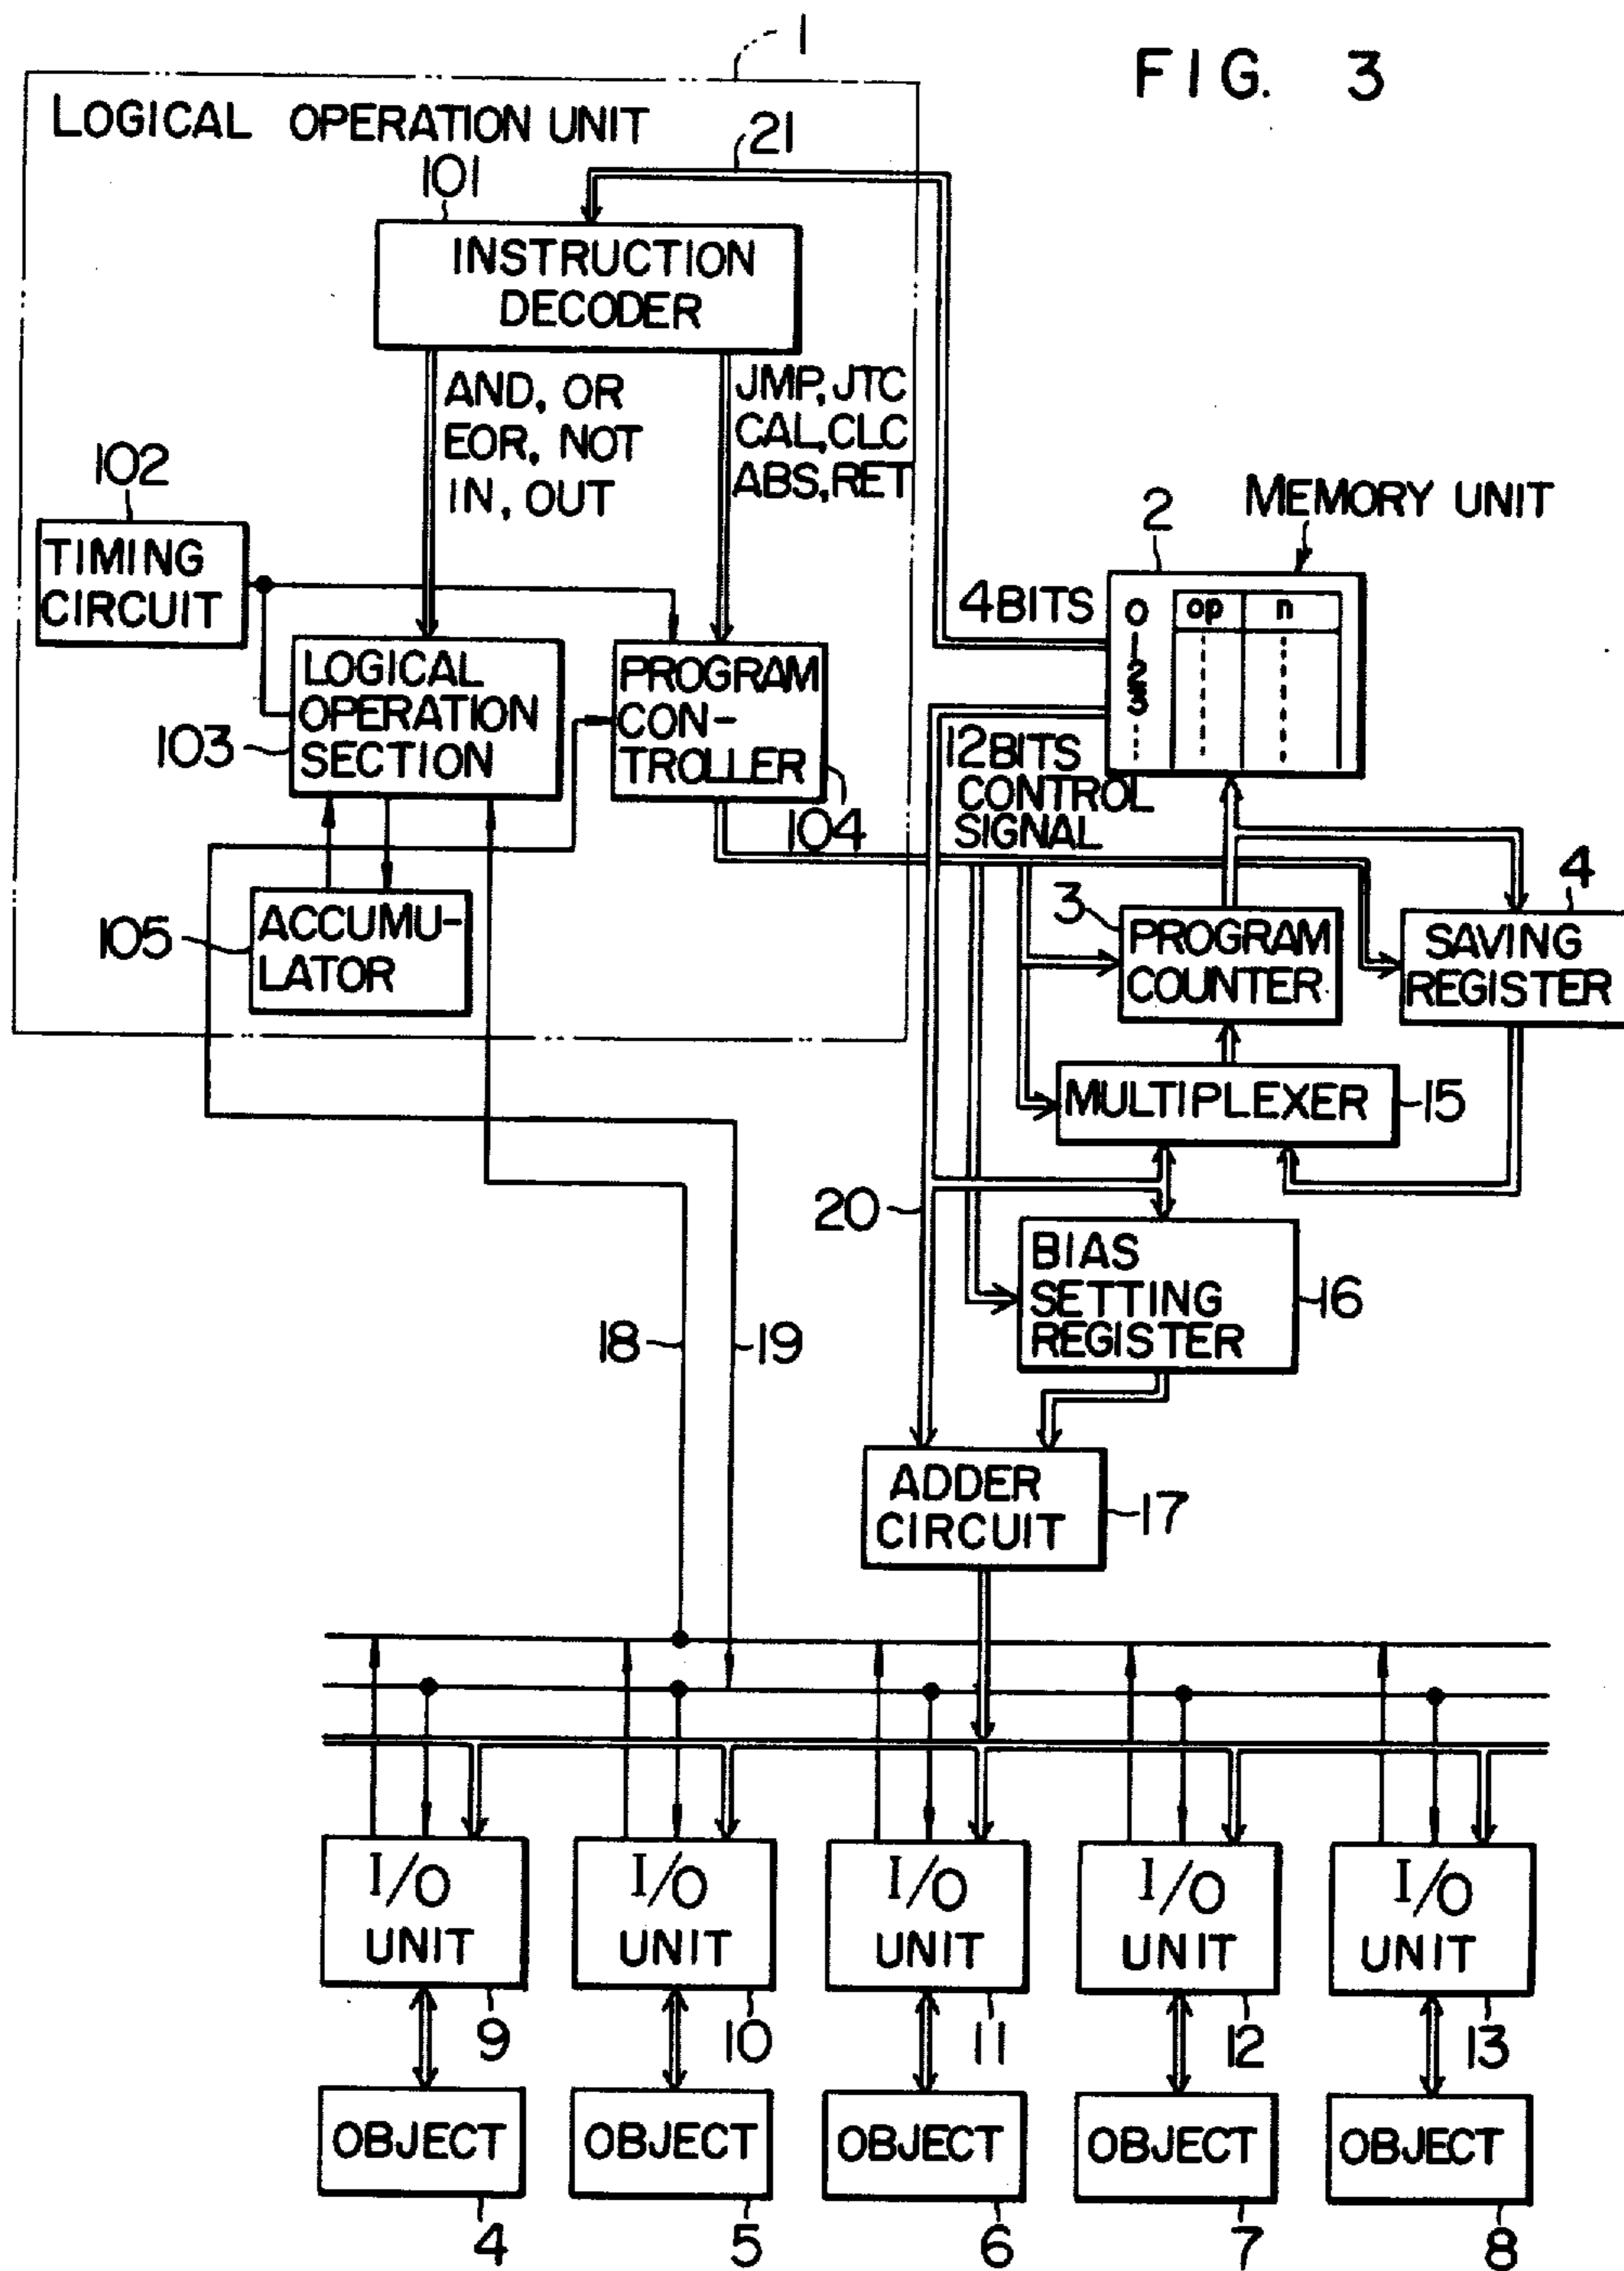 1
FIG. 3
LOGICAL OPERATION UNIT
21
101
INSTRUCTION
DECODER
AND, OR
EOR, NOT
IN, OUT
JMP, JTC
CAL, CLC
ABS, RET
102
TIMING
CIRCUIT
2
MEMORY UNIT
4BITS
0
1
2
3
op
n
LOGICAL
OPERATION
SECTION
103
PROGRAM
CON-
TROLLER
104
12BITS
CONTROL
SIGNAL
105
ACCUMU-
LATOR
3
PROGRAM
COUNTER
4
SAVING
REGISTER
MULTIPLEXER
15
20
BIAS
SETTING
REGISTER
16
18
19
ADDER
CIRCUIT
17
I/O
UNIT
I/O
UNIT
I/O
UNIT
I/O
UNIT
I/O
UNIT
9
10
11
12
13
OBJECT
OBJECT
OBJECT
OBJECT
OBJECT
4
5
6
7
8